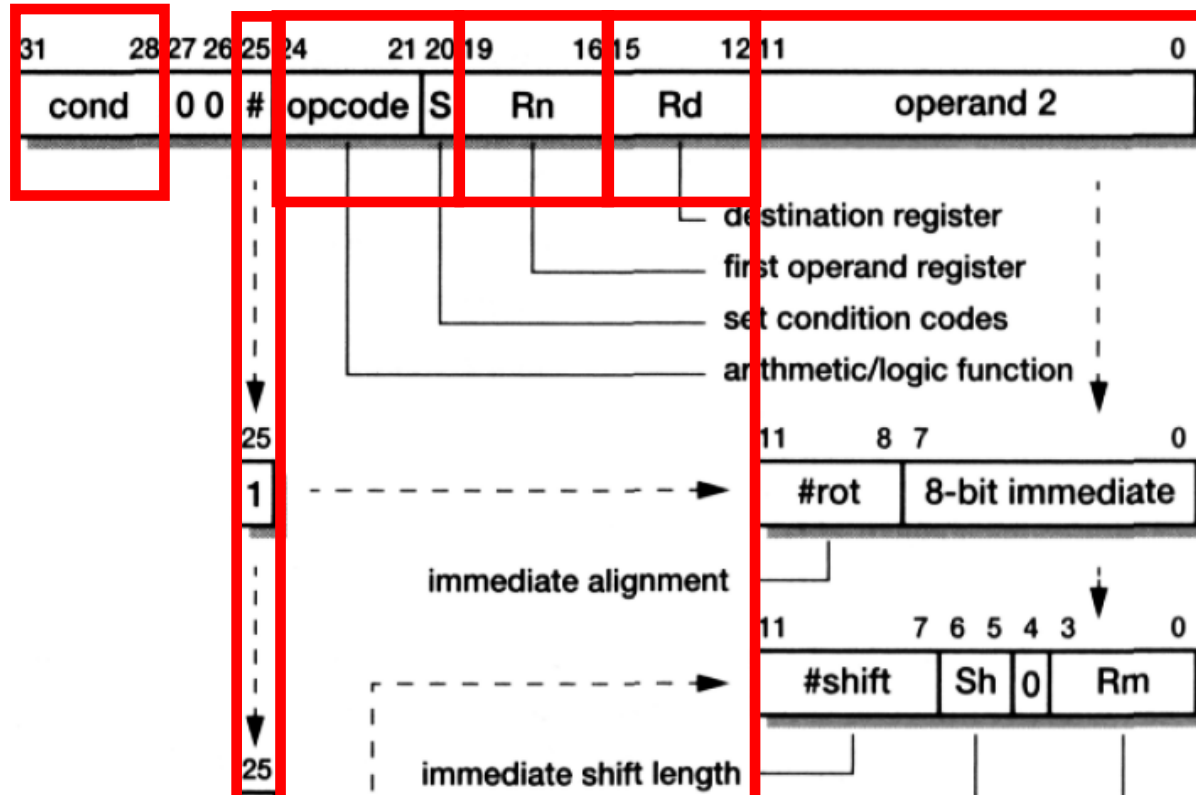 31 28 27 26 25 24 21 20 19 16 15 12 11 0
cond 0 0 # opcode S Rn Rd operand 2
destination register
first operand register
set condition codes
arithmetic/logic function
25 11 8 7 0
1 #rot 8-bit immediate
immediate alignment
11 7 6 5 4 3 0
#shift Sh 0 Rm
25 immediate shift length